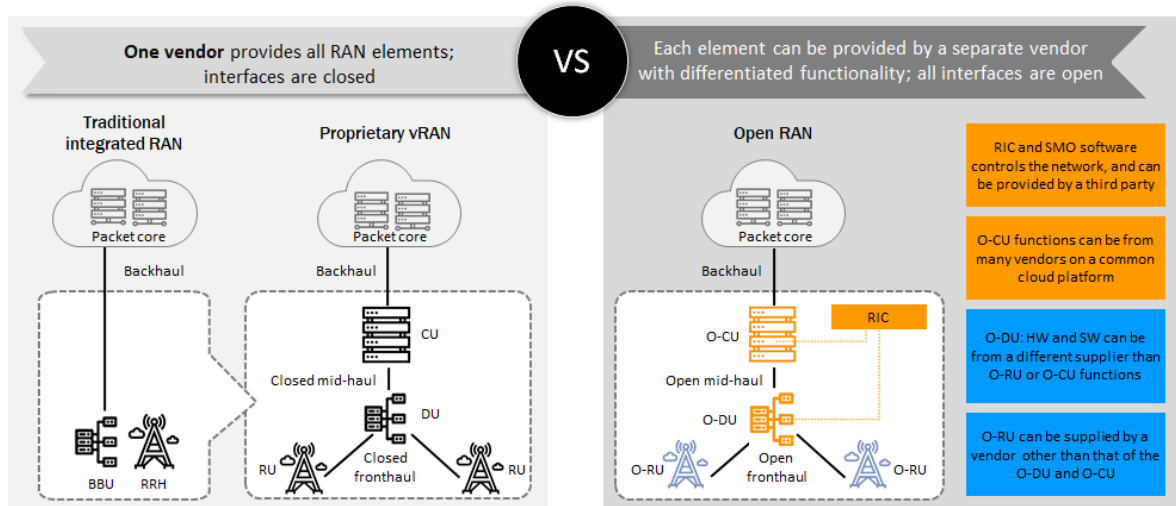 One vendor provides all RAN elements;
interfaces are closed
VS
Each element can be provided by a separate vendor
with differentiated functionality; all interfaces are open
Traditional
integrated RAN
Packet core
Backhaul
BBU
RRH
Proprietary vRAN
Packet core
Backhaul
CU
Closed mid-haul
DU
RU
Closed
fronthaul
RU
Open RAN
Packet core
Backhaul
O-CU
RIC
Open mid-haul
O-DU
O-RU
Open
fronthaul
O-RU
RIC and SMO software
controls the network, and can
be provided by a third party
O-CU functions can be from
many vendors on a common
cloud platform
O-DU: HW and SW can be
from a different supplier than
O-RU or O-CU functions
O-RU can be supplied by a
vendor other than that of the
O-DU and O-CU